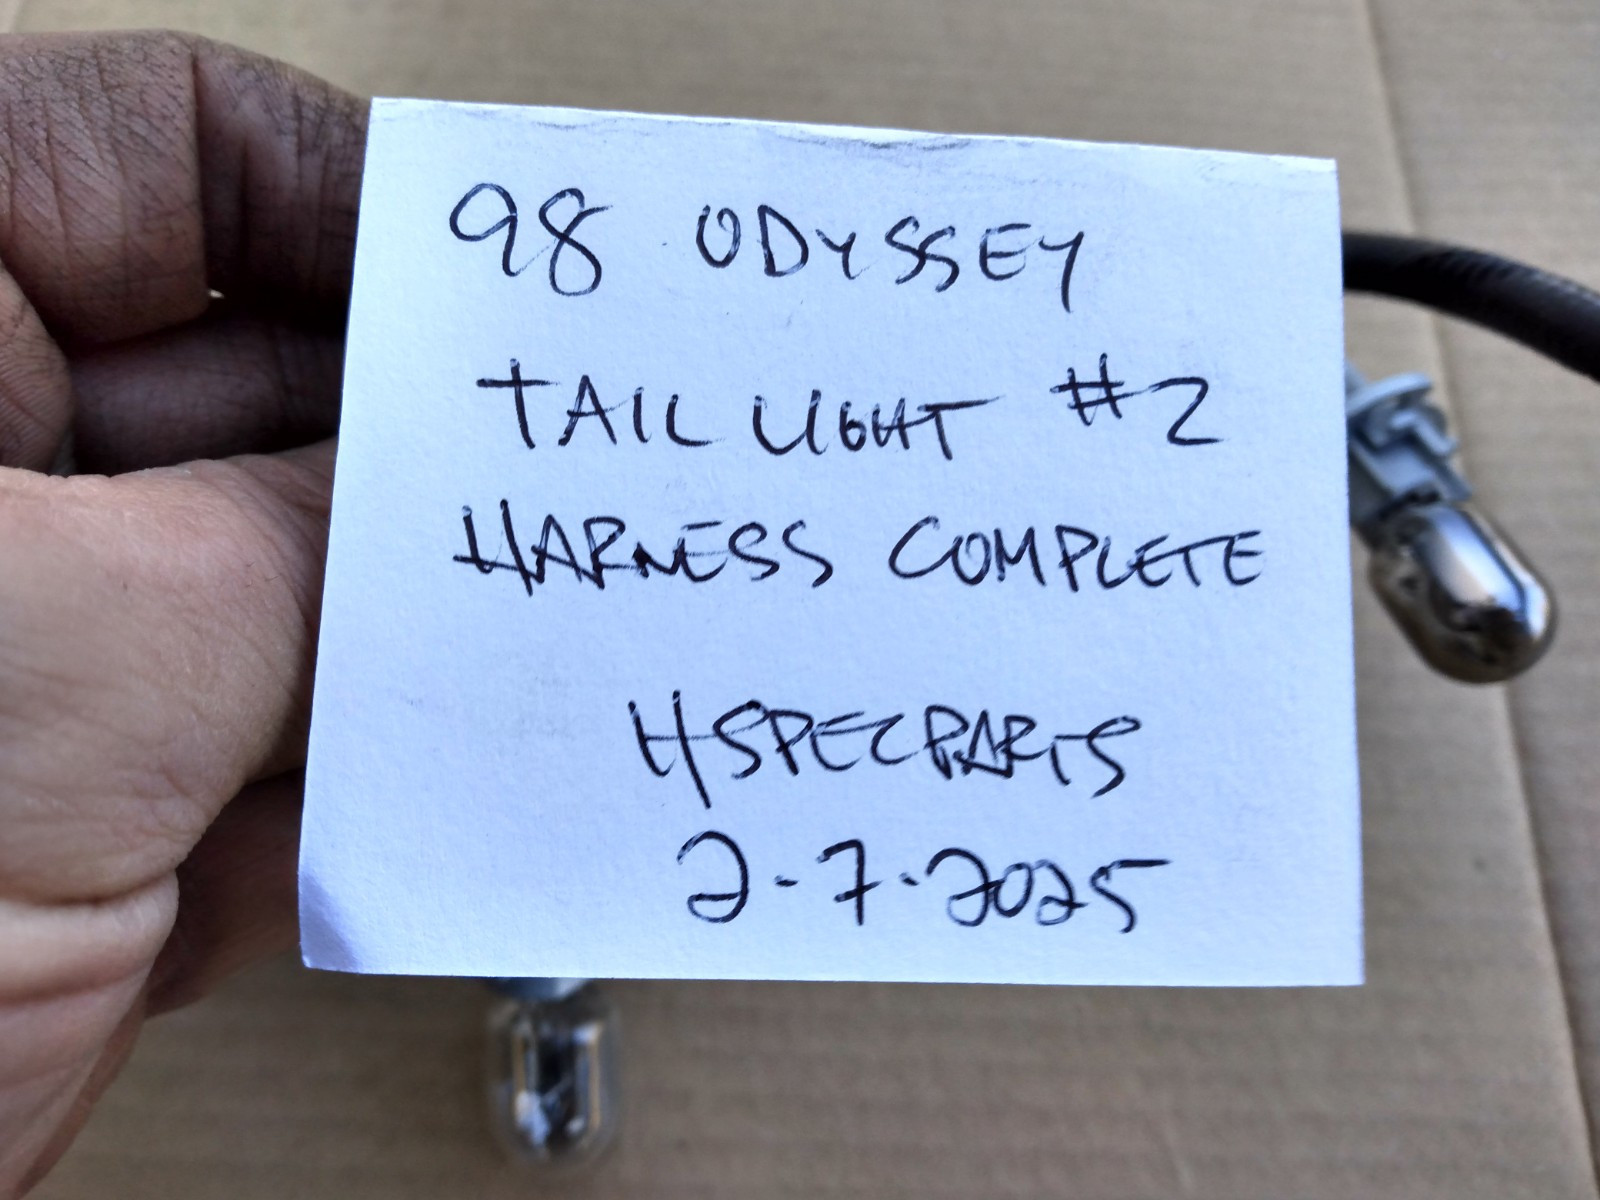 98 ODYSSEY
TAIL LIGHT #2
HARNESS COMPLETE
HSPECPARTS
2-7-2025